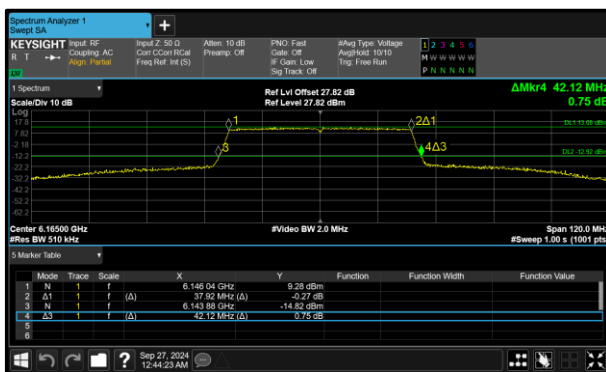 Spectrum Analyzer 1
Swept SA
KEYSIGHT Input: RF Input Z: 50 Ω Atten: 10 dB PNO: Fast #Avg Type: Voltage 1 2 3 4 5 6
R T Coupling: AC Corr CCorr RCal Preamp: Off Gate: Off Avg|Hold: 10/10 M W W W W W
Align: Partial Freq Ref: Int (S) IF Gain: Low Trig: Free Run P N N N N N
LW Sig Track: Off
1 Spectrum Ref Lvl Offset 27.82 dB ΔMkr4 42.12 MHz
Scale/Div 10 dB Ref Level 27.82 dBm 0.75 dB
Log
17.8 1 2Δ1 DL1 13.08 dBm
7.82
-2.18 3 4Δ3 DL2 -12.92 dBm
-12.2
-22.2
-32.2
-42.2
-52.2
-62.2
Center 6.16500 GHz #Video BW 2.0 MHz Span 120.0 MHz
#Res BW 510 kHz #Sweep 1.00 s (1001 pts)
5 Marker Table
Mode Trace Scale X Y Function Function Width Function Value
1 N 1 f 6.146 04 GHz 9.28 dBm
2 Δ1 1 f (Δ) 37.92 MHz (Δ) -0.27 dB
3 N 1 f 6.143 88 GHz -14.82 dBm
4 Δ3 1 f (Δ) 42.12 MHz (Δ) 0.75 dB
5
6
? Sep 27, 2024
12:44:23 AM